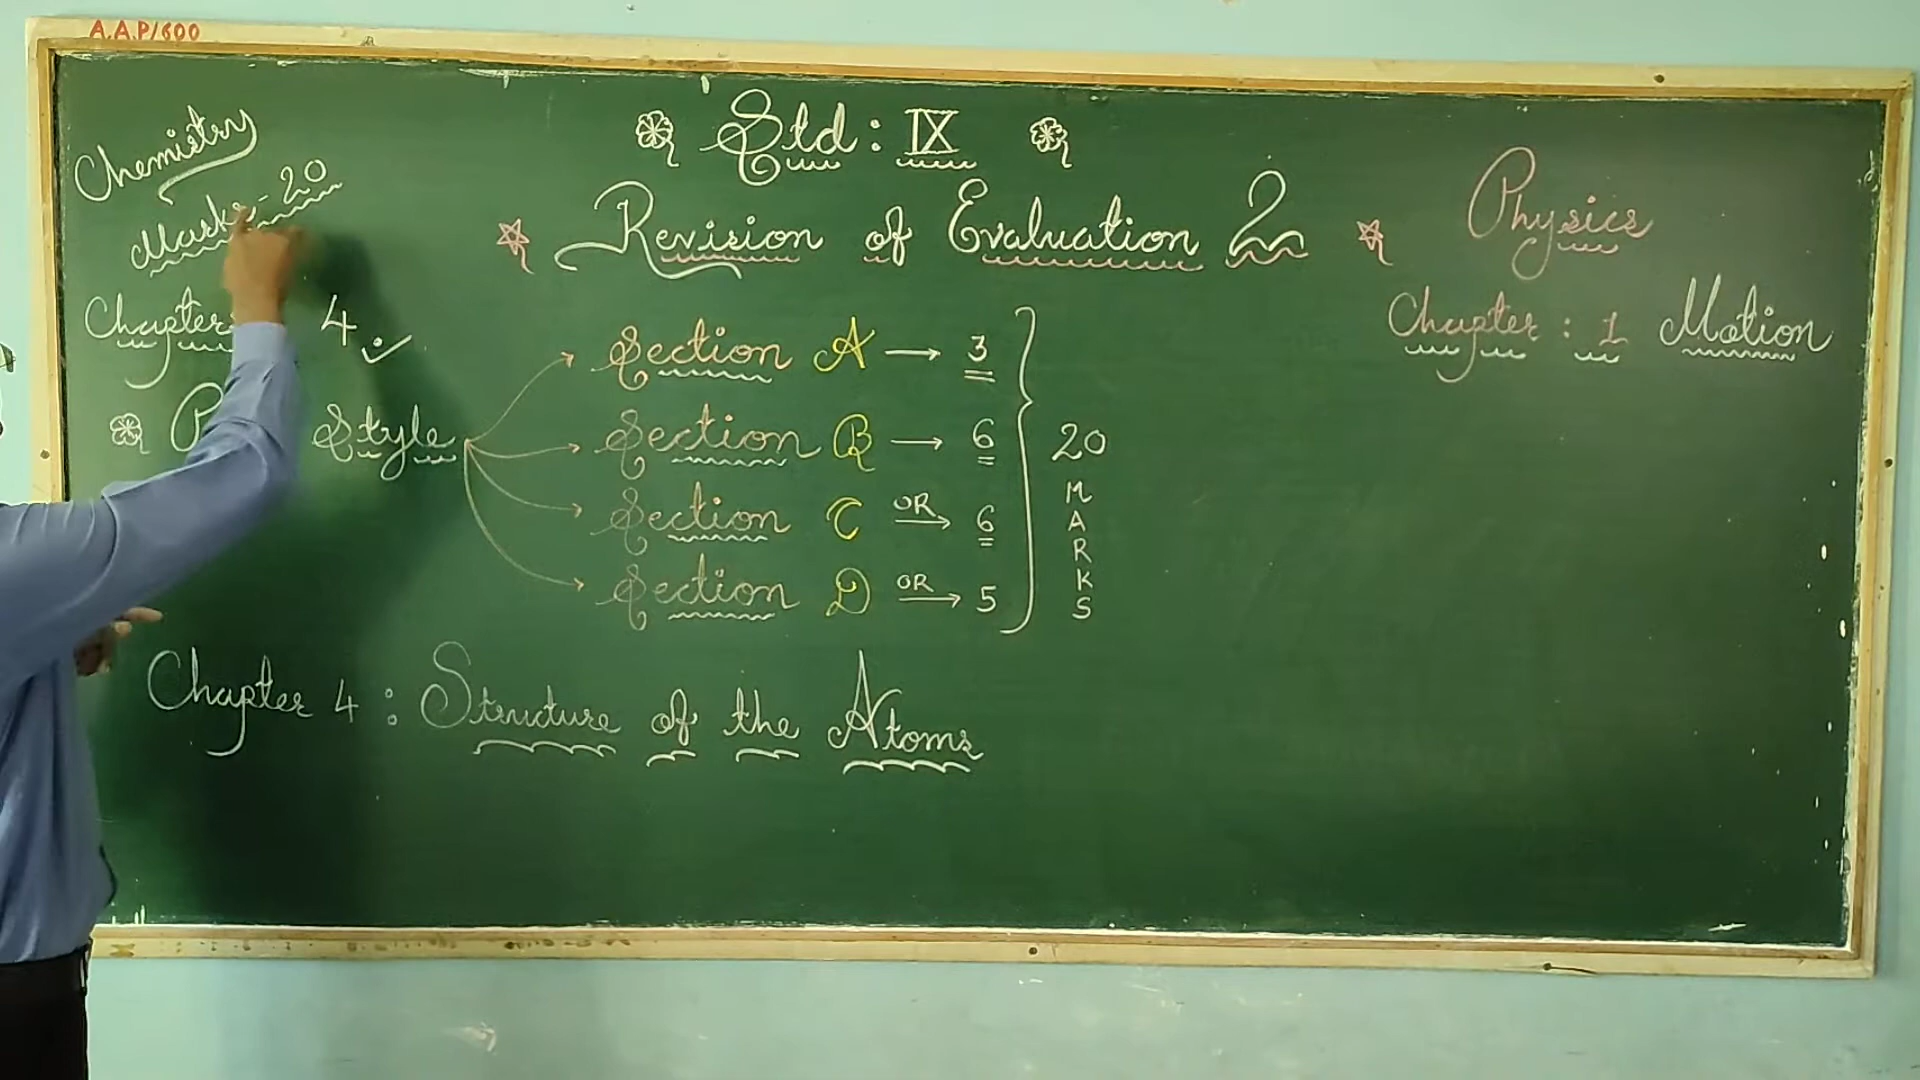 A.A.P/600
Std : IX
Revision of Evaluation 2
Chemistry
Marks - 20
Chapter 4
Style
Section A → 3
Section B → 6
Section C OR → 6
Section D OR → 5
20
MARKS
Chapter 4 : Structure of the Atoms
Physics
Chapter : 1 Motion